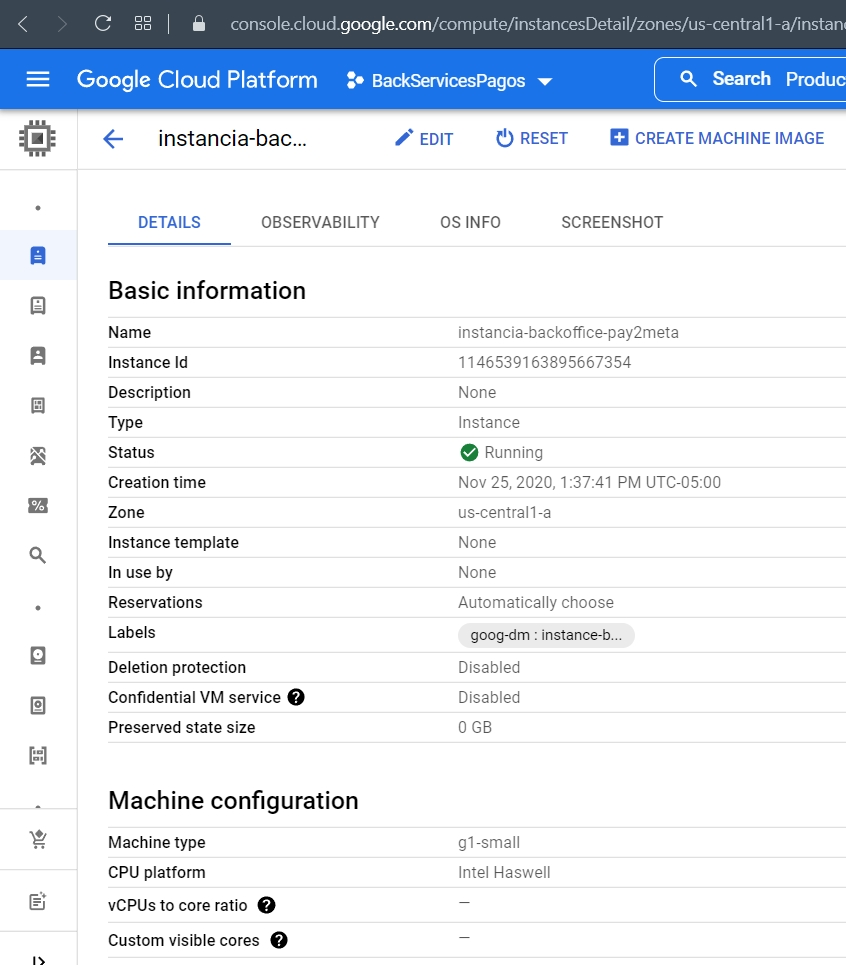 console.cloud.google.com/compute/instancesDetail/zones/us-central1-a/instan
Google Cloud Platform BackServicesPagos Search Produc
instancia-bac... EDIT RESET CREATE MACHINE IMAGE
DETAILS OBSERVABILITY OS INFO SCREENSHOT
Basic information
Name instancia-backoffice-pay2meta
Instance Id 1146539163895667354
Description None
Type Instance
Status Running
Creation time Nov 25, 2020, 1:37:41 PM UTC-05:00
Zone us-central1-a
Instance template None
In use by None
Reservations Automatically choose
Labels goog-dm : instance-b...
Deletion protection Disabled
Confidential VM service ? Disabled
Preserved state size 0 GB
Machine configuration
Machine type g1-small
CPU platform Intel Haswell
vCPUs to core ratio ? —
Custom visible cores ? —